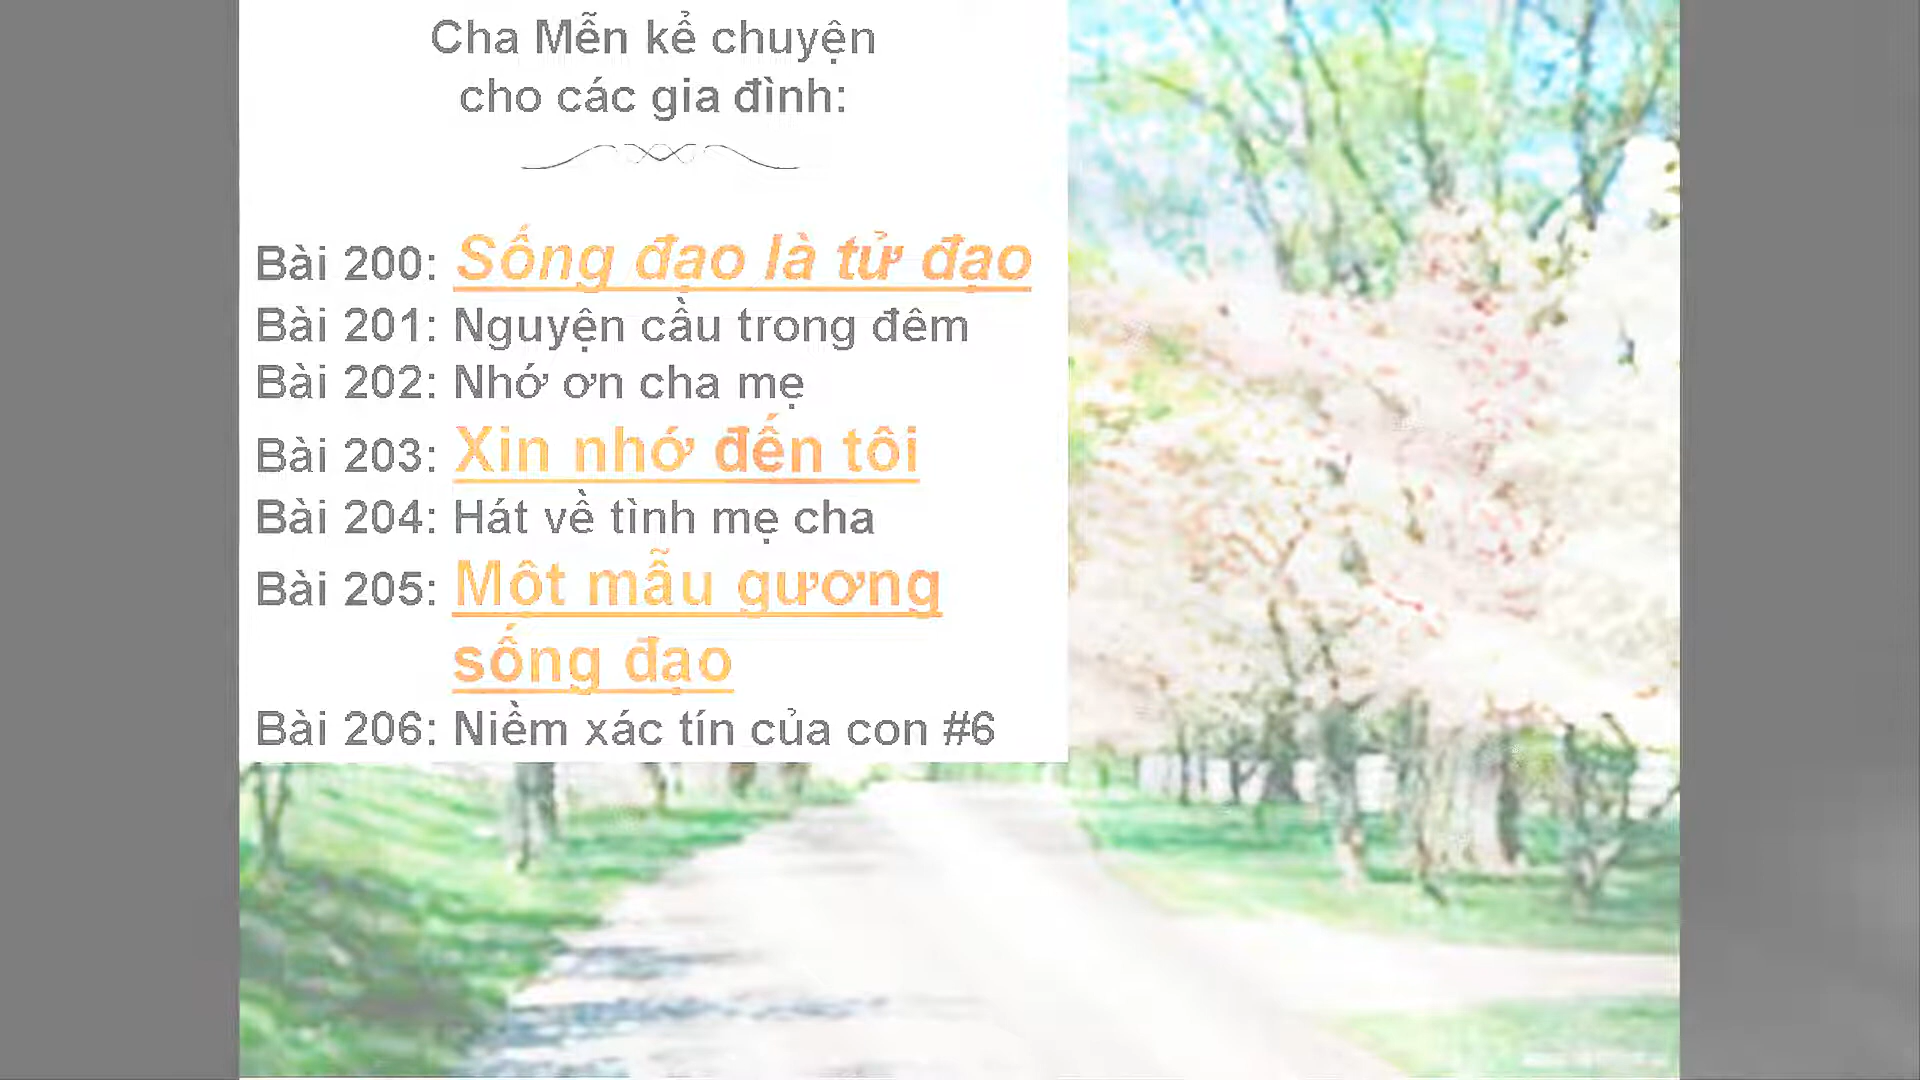 Cha Mễn kể chuyện
cho các gia đình:
Bài 200: Sống đạo là tử đạo
Bài 201: Nguyện cầu trong đêm
Bài 202: Nhớ ơn cha mẹ
Bài 203: Xin nhớ đến tôi
Bài 204: Hát về tình mẹ cha
Bài 205: Một mẫu gương
sống đạo
Bài 206: Niềm xác tín của con #6